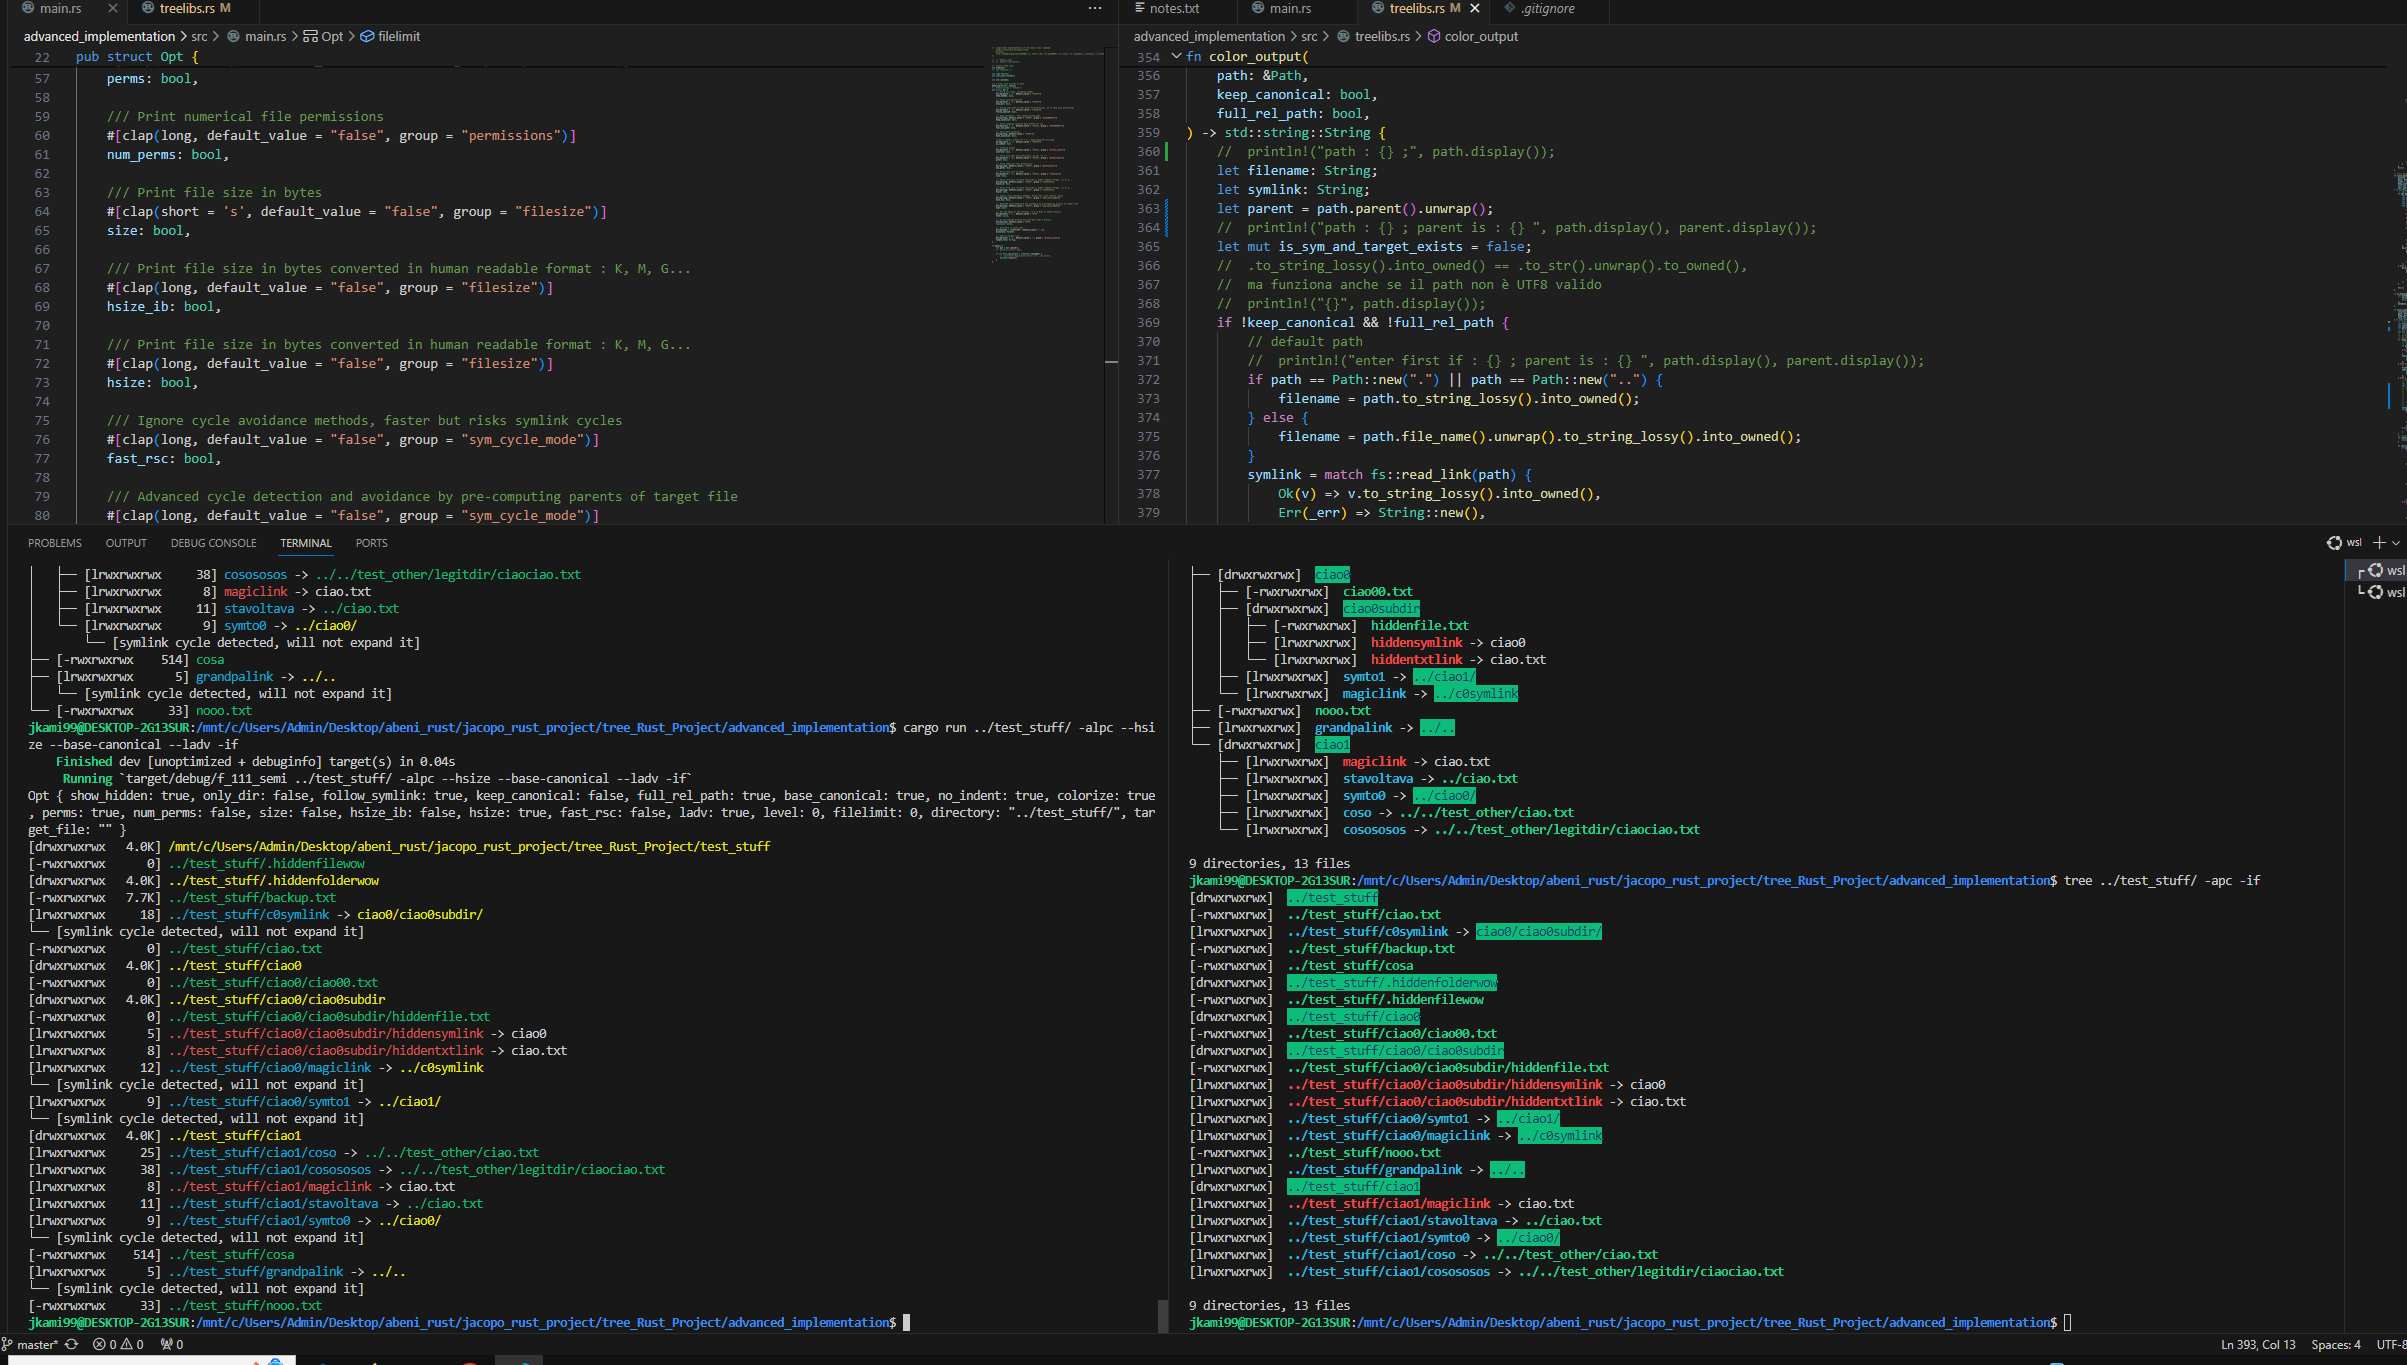 main.rs
treelibs.rs M
advanced_implementation > src > main.rs > Opt > filelimit
22 pub struct Opt {
57 perms: bool,
58
59 /// Print numerical file permissions
60 #[clap(long, default_value = "false", group = "permissions")]
61 num_perms: bool,
62
63 /// Print file size in bytes
64 #[clap(short = 's', default_value = "false", group = "filesize")]
65 size: bool,
66
67 /// Print file size in bytes converted in human readable format : K, M, G...
68 #[clap(long, default_value = "false", group = "filesize")]
69 hsize_ib: bool,
70
71 /// Print file size in bytes converted in human readable format : K, M, G...
72 #[clap(long, default_value = "false", group = "filesize")]
73 hsize: bool,
74
75 /// Ignore cycle avoidance methods, faster but risks symlink cycles
76 #[clap(long, default_value = "false", group = "sym_cycle_mode")]
77 fast_rsc: bool,
78
79 /// Advanced cycle detection and avoidance by pre-computing parents of target file
80 #[clap(long, default_value = "false", group = "sym_cycle_mode")]
notes.txt
main.rs
treelibs.rs M
.gitignore
advanced_implementation > src > treelibs.rs > color_output
354 fn color_output(
356 path: &Path,
357 keep_canonical: bool,
358 full_rel_path: bool,
359 ) -> std::string::String {
360 // println!("path : {} ;", path.display());
361 let filename: String;
362 let symlink: String;
363 let parent = path.parent().unwrap();
364 // println!("path : {} ; parent is : {} ", path.display(), parent.display());
365 let mut is_sym_and_target_exists = false;
366 // .to_string_lossy().into_owned() == .to_str().unwrap().to_owned(),
367 // ma funziona anche se il path non è UTF8 valido
368 // println!("{}", path.display());
369 if !keep_canonical && !full_rel_path {
370 // default path
371 // println!("enter first if : {} ; parent is : {} ", path.display(), parent.display());
372 if path == Path::new(".") || path == Path::new("..") {
373 filename = path.to_string_lossy().into_owned();
374 } else {
375 filename = path.file_name().unwrap().to_string_lossy().into_owned();
376 }
377 symlink = match fs::read_link(path) {
378 Ok(v) => v.to_string_lossy().into_owned(),
379 Err(_err) => String::new(),
PROBLEMS OUTPUT DEBUG CONSOLE TERMINAL PORTS
wsl
wsl
wsl
│   ├── [lrwxrwxrwx    38] cosososos -> ../../test_other/legitdir/ciaociao.txt
│   ├── [lrwxrwxrwx     8] magiclink -> ciao.txt
│   ├── [lrwxrwxrwx    11] stavoltava -> ../ciao.txt
│   └── [lrwxrwxrwx     9] symto0 -> ../ciao0/
│       └── [symlink cycle detected, will not expand it]
├── [-rwxrwxrwx   514] cosa
├── [lrwxrwxrwx     5] grandpalink -> ../..
│   └── [symlink cycle detected, will not expand it]
└── [-rwxrwxrwx    33] nooo.txt
jkami99@DESKTOP-2G13SUR:/mnt/c/Users/Admin/Desktop/abeni_rust/jacopo_rust_project/tree_Rust_Project/advanced_implementation$ cargo run ../test_stuff/ -alpc --hsi
ze --base-canonical --ladv -if
Finished dev [unoptimized + debuginfo] target(s) in 0.04s
Running `target/debug/f_111_semi ../test_stuff/ -alpc --hsize --base-canonical --ladv -if`
Opt { show_hidden: true, only_dir: false, follow_symlink: true, keep_canonical: false, full_rel_path: true, base_canonical: true, no_indent: true, colorize: true
, perms: true, num_perms: false, size: false, hsize_ib: false, hsize: true, fast_rsc: false, ladv: true, level: 0, filelimit: 0, directory: "../test_stuff/", tar
get_file: "" }
[drwxrwxrwx  4.0K] /mnt/c/Users/Admin/Desktop/abeni_rust/jacopo_rust_project/tree_Rust_Project/test_stuff
[-rwxrwxrwx     0] ../test_stuff/.hiddenfilewow
[drwxrwxrwx  4.0K] ../test_stuff/.hiddenfolderwow
[-rwxrwxrwx  7.7K] ../test_stuff/backup.txt
[lrwxrwxrwx    18] ../test_stuff/c0symlink -> ciao0/ciao0subdir/
└── [symlink cycle detected, will not expand it]
[-rwxrwxrwx     0] ../test_stuff/ciao.txt
[drwxrwxrwx  4.0K] ../test_stuff/ciao0
[-rwxrwxrwx     0] ../test_stuff/ciao0/ciao00.txt
[drwxrwxrwx  4.0K] ../test_stuff/ciao0/ciao0subdir
[-rwxrwxrwx     0] ../test_stuff/ciao0/ciao0subdir/hiddenfile.txt
[lrwxrwxrwx     5] ../test_stuff/ciao0/ciao0subdir/hiddensymlink -> ciao0
[lrwxrwxrwx     8] ../test_stuff/ciao0/ciao0subdir/hiddentxtlink -> ciao.txt
[lrwxrwxrwx    12] ../test_stuff/ciao0/magiclink -> ../c0symlink
└── [symlink cycle detected, will not expand it]
[lrwxrwxrwx     9] ../test_stuff/ciao0/symto1 -> ../ciao1/
└── [symlink cycle detected, will not expand it]
[drwxrwxrwx  4.0K] ../test_stuff/ciao1
[lrwxrwxrwx    25] ../test_stuff/ciao1/coso -> ../../test_other/ciao.txt
[lrwxrwxrwx    38] ../test_stuff/ciao1/cosososos -> ../../test_other/legitdir/ciaociao.txt
[lrwxrwxrwx     8] ../test_stuff/ciao1/magiclink -> ciao.txt
[lrwxrwxrwx    11] ../test_stuff/ciao1/stavoltava -> ../ciao.txt
[lrwxrwxrwx     9] ../test_stuff/ciao1/symto0 -> ../ciao0/
└── [symlink cycle detected, will not expand it]
[-rwxrwxrwx   514] ../test_stuff/cosa
[lrwxrwxrwx     5] ../test_stuff/grandpalink -> ../..
└── [symlink cycle detected, will not expand it]
[-rwxrwxrwx    33] ../test_stuff/nooo.txt
jkami99@DESKTOP-2G13SUR:/mnt/c/Users/Admin/Desktop/abeni_rust/jacopo_rust_project/tree_Rust_Project/advanced_implementation$
├── [drwxrwxrwx]  ciao0
│   ├── [-rwxrwxrwx]  ciao00.txt
│   ├── [drwxrwxrwx]  ciao0subdir
│   │   ├── [-rwxrwxrwx]  hiddenfile.txt
│   │   ├── [lrwxrwxrwx]  hiddensymlink -> ciao0
│   │   └── [lrwxrwxrwx]  hiddentxtlink -> ciao.txt
│   ├── [lrwxrwxrwx]  symto1 -> ../ciao1/
│   └── [lrwxrwxrwx]  magiclink -> ../c0symlink
├── [-rwxrwxrwx]  nooo.txt
├── [lrwxrwxrwx]  grandpalink -> ../..
└── [drwxrwxrwx]  ciao1
├── [lrwxrwxrwx]  magiclink -> ciao.txt
├── [lrwxrwxrwx]  stavoltava -> ../ciao.txt
├── [lrwxrwxrwx]  symto0 -> ../ciao0/
├── [lrwxrwxrwx]  coso -> ../../test_other/ciao.txt
└── [lrwxrwxrwx]  cosososos -> ../../test_other/legitdir/ciaociao.txt
9 directories, 13 files
jkami99@DESKTOP-2G13SUR:/mnt/c/Users/Admin/Desktop/abeni_rust/jacopo_rust_project/tree_Rust_Project/advanced_implementation$ tree ../test_stuff/ -apc -if
[drwxrwxrwx]  ../test_stuff
[-rwxrwxrwx]  ../test_stuff/ciao.txt
[lrwxrwxrwx]  ../test_stuff/c0symlink -> ciao0/ciao0subdir/
[-rwxrwxrwx]  ../test_stuff/backup.txt
[-rwxrwxrwx]  ../test_stuff/cosa
[drwxrwxrwx]  ../test_stuff/.hiddenfolderwow
[-rwxrwxrwx]  ../test_stuff/.hiddenfilewow
[drwxrwxrwx]  ../test_stuff/ciao0
[-rwxrwxrwx]  ../test_stuff/ciao0/ciao00.txt
[drwxrwxrwx]  ../test_stuff/ciao0/ciao0subdir
[-rwxrwxrwx]  ../test_stuff/ciao0/ciao0subdir/hiddenfile.txt
[lrwxrwxrwx]  ../test_stuff/ciao0/ciao0subdir/hiddensymlink -> ciao0
[lrwxrwxrwx]  ../test_stuff/ciao0/ciao0subdir/hiddentxtlink -> ciao.txt
[lrwxrwxrwx]  ../test_stuff/ciao0/symto1 -> ../ciao1/
[lrwxrwxrwx]  ../test_stuff/ciao0/magiclink -> ../c0symlink
[-rwxrwxrwx]  ../test_stuff/nooo.txt
[lrwxrwxrwx]  ../test_stuff/grandpalink -> ../..
[drwxrwxrwx]  ../test_stuff/ciao1
[lrwxrwxrwx]  ../test_stuff/ciao1/magiclink -> ciao.txt
[lrwxrwxrwx]  ../test_stuff/ciao1/stavoltava -> ../ciao.txt
[lrwxrwxrwx]  ../test_stuff/ciao1/symto0 -> ../ciao0/
[lrwxrwxrwx]  ../test_stuff/ciao1/coso -> ../../test_other/ciao.txt
[lrwxrwxrwx]  ../test_stuff/ciao1/cosososos -> ../../test_other/legitdir/ciaociao.txt
9 directories, 13 files
jkami99@DESKTOP-2G13SUR:/mnt/c/Users/Admin/Desktop/abeni_rust/jacopo_rust_project/tree_Rust_Project/advanced_implementation$
master* 0 0 0
Ln 393, Col 13 Spaces: 4 UTF-8